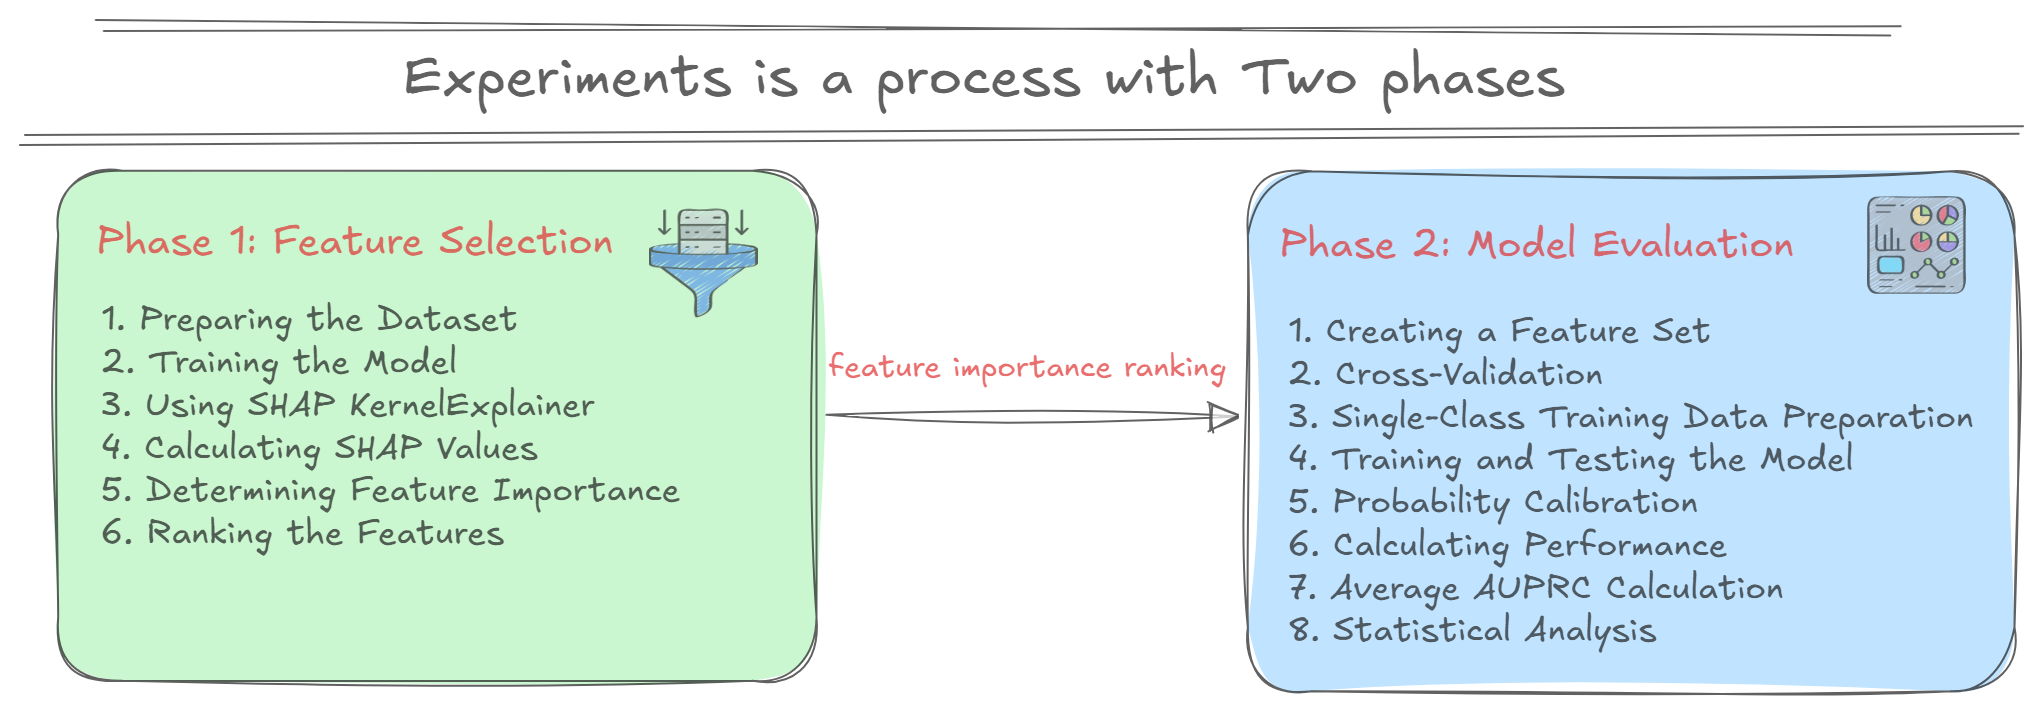 Experiments is a process with Two phases
Phase 1: Feature Selection
1. Preparing the Dataset
2. Training the Model
3. Using SHAP KernelExplainer
4. Calculating SHAP Values
5. Determining Feature Importance
6. Ranking the Features
feature importance ranking
Phase 2: Model Evaluation
1. Creating a Feature Set
2. Cross-Validation
3. Single-Class Training Data Preparation
4. Training and Testing the Model
5. Probability Calibration
6. Calculating Performance
7. Average AUPRC Calculation
8. Statistical Analysis